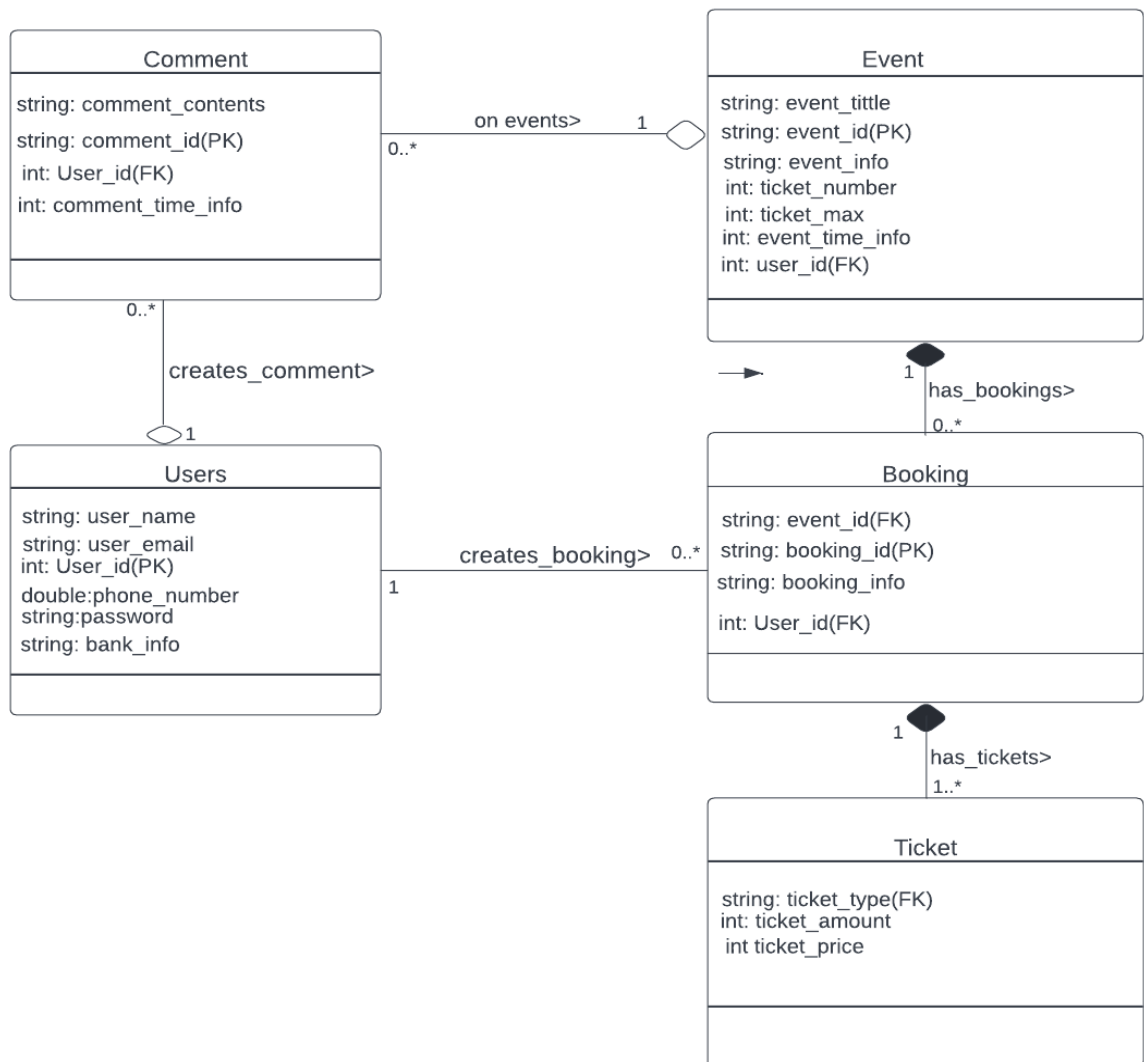 Comment
string: comment_contents
string: comment_id(PK)
int: User_id(FK)
int: comment_time_info
on events>
1
0..*
Event
string: event_tittle
string: event_id(PK)
string: event_info
int: ticket_number
int: ticket_max
int: event_time_info
int: user_id(FK)
0..*
creates_comment>
1
1
has_bookings>
0..*
Users
string: user_name
string: user_email
int: User_id(PK)
double:phone_number
string:password
string: bank_info
creates_booking>
0..*
1
Booking
string: event_id(FK)
string: booking_id(PK)
string: booking_info
int: User_id(FK)
1
has_tickets>
1..*
Ticket
string: ticket_type(FK)
int: ticket_amount
int ticket_price